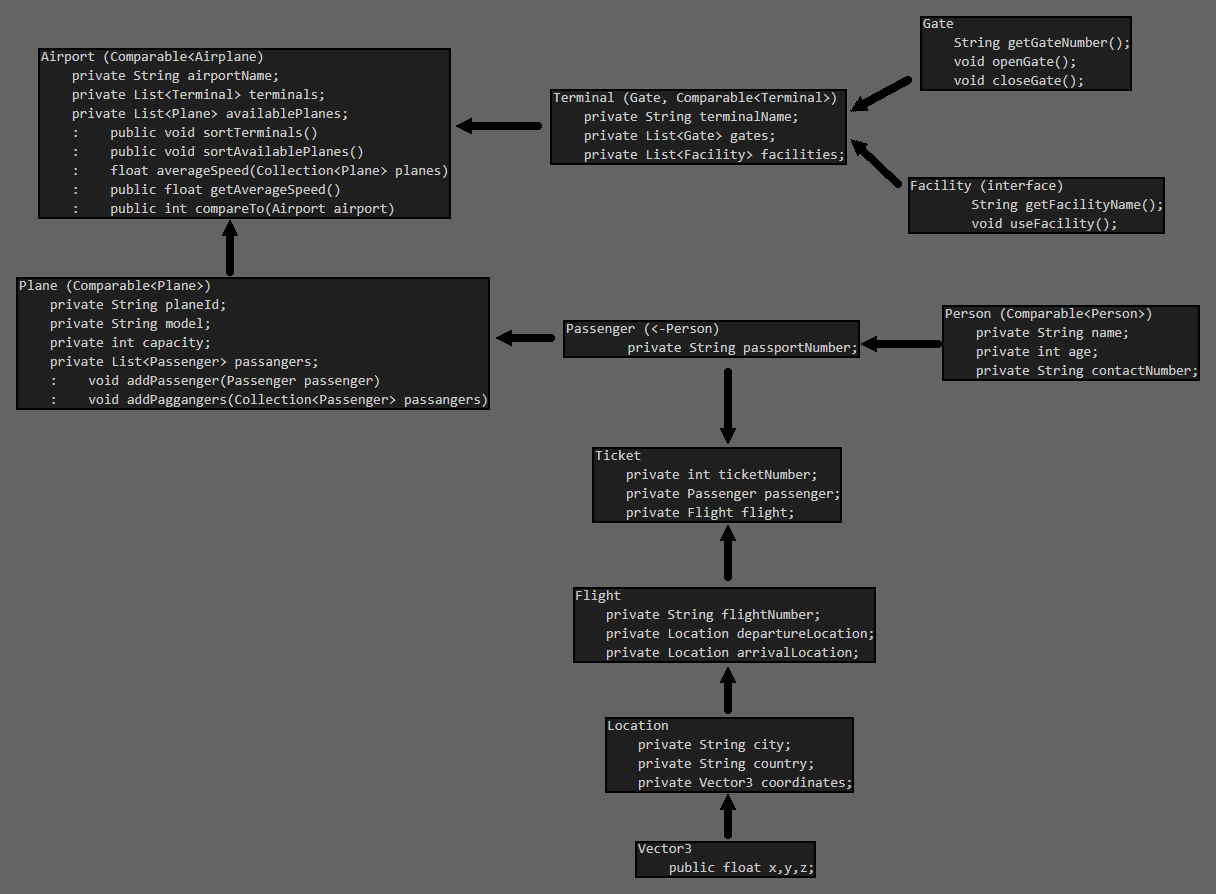 Gate
String getGateNumber();
void openGate();
void closeGate();
Airport (Comparable<Airplane)
private String airportName;
private List<Terminal> terminals;
private List<Plane> availablePlanes;
: public void sortTerminals()
: public void sortAvailablePlanes()
: float averageSpeed(Collection<Plane> planes)
: public float getAverageSpeed()
: public int compareTo(Airport airport)
Terminal (Gate, Comparable<Terminal>)
private String terminalName;
private List<Gate> gates;
private List<Facility> facilities;
Facility (interface)
String getFacilityName();
void useFacility();
Plane (Comparable<Plane>)
private String planeId;
private String model;
private int capacity;
private List<Passenger> passangers;
: void addPassenger(Passenger passenger)
: void addPaggangers(Collection<Passenger> passangers)
Passenger (<-Person)
private String passportNumber;
Person (Comparable<Person>)
private String name;
private int age;
private String contactNumber;
Ticket
private int ticketNumber;
private Passenger passenger;
private Flight flight;
Flight
private String flightNumber;
private Location departureLocation;
private Location arrivalLocation;
Location
private String city;
private String country;
private Vector3 coordinates;
Vector3
public float x,y,z;